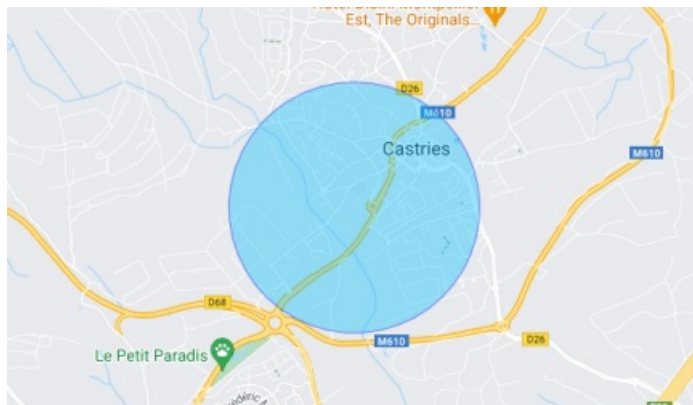 Est, The Originals...
D26
M610
Castries
M610
D68
M610
D26
Le Petit Paradis